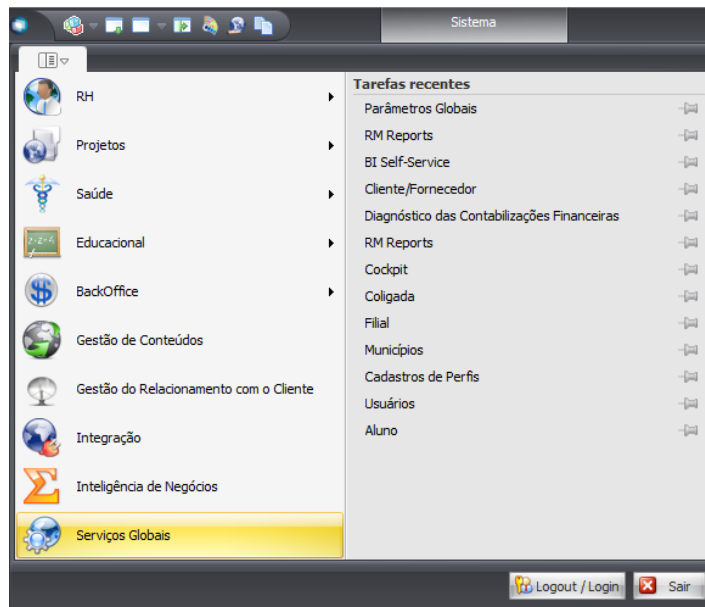 Sistema
RH
Projetos
Saúde
Educacional
BackOffice
Gestão de Conteúdos
Gestão do Relacionamento com o Cliente
Integração
Inteligência de Negócios
Serviços Globais
Tarefas recentes
Parâmetros Globais
RM Reports
BI Self-Service
Cliente/Fornecedor
Diagnóstico das Contabilizações Financeiras
RM Reports
Cockpit
Coligada
Filial
Municípios
Cadastros de Perfis
Usuários
Aluno
Logout / Login
Sair